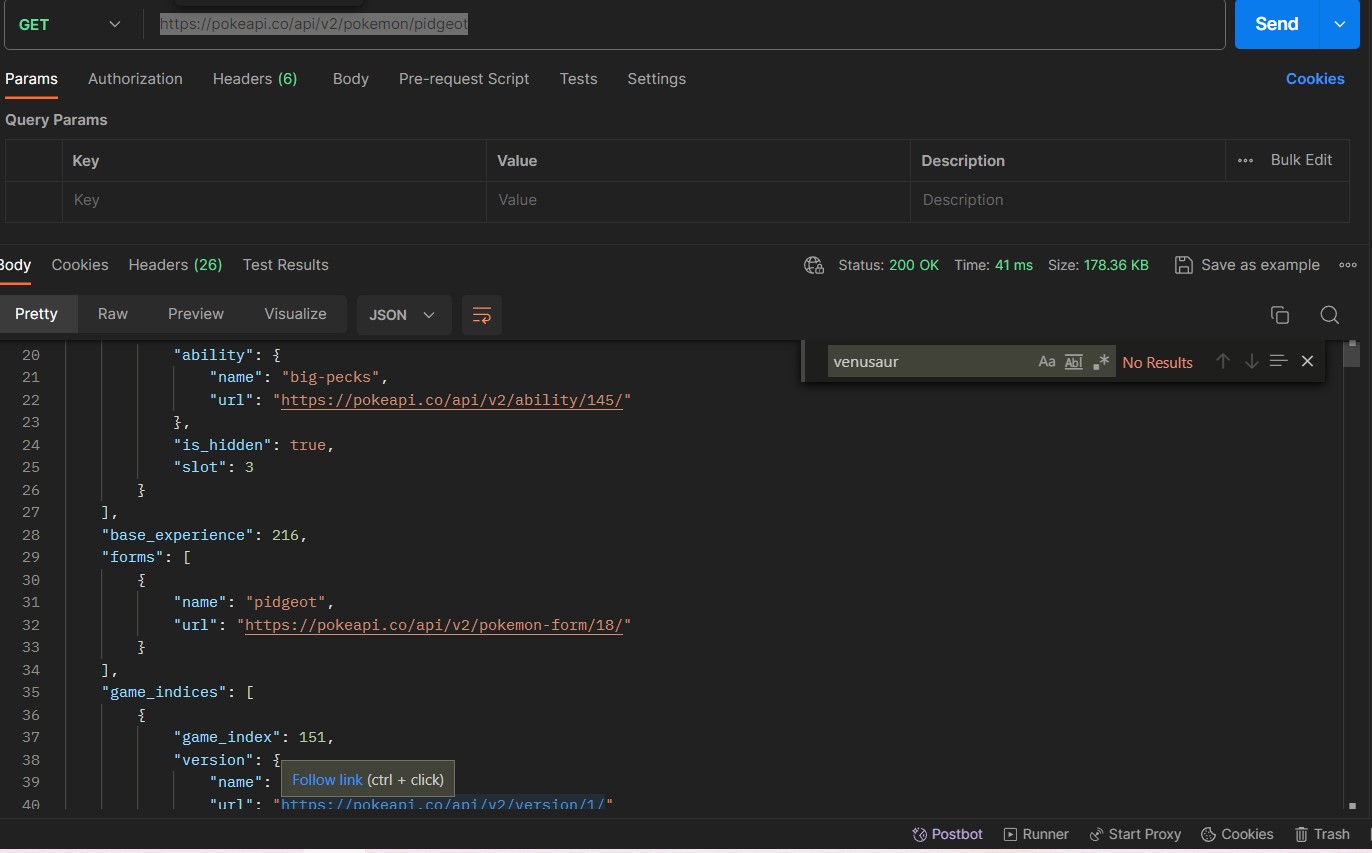 GET https://pokeapi.co/api/v2/pokemon/pidgeot Send
Params Authorization Headers (6) Body Pre-request Script Tests Settings Cookies
Query Params
Key Value Description Bulk Edit
Key Value Description
Body Cookies Headers (26) Test Results Status: 200 OK Time: 41 ms Size: 178.36 KB Save as example
Pretty Raw Preview Visualize JSON
venusaur Aa Abl No Results
20 "ability": {
21 "name": "big-pecks",
22 "url": "https://pokeapi.co/api/v2/ability/145/"
23 },
24 "is_hidden": true,
25 "slot": 3
26 }
27 ],
28 "base_experience": 216,
29 "forms": [
30 {
31 "name": "pidgeot",
32 "url": "https://pokeapi.co/api/v2/pokemon-form/18/"
33 }
34 ],
35 "game_indices": [
36 {
37 "game_index": 151,
38 "version": {
39 "name":
Follow link (ctrl + click)
40 "url": "https://pokeapi.co/api/v2/version/1/"
Postbot Runner Start Proxy Cookies Trash